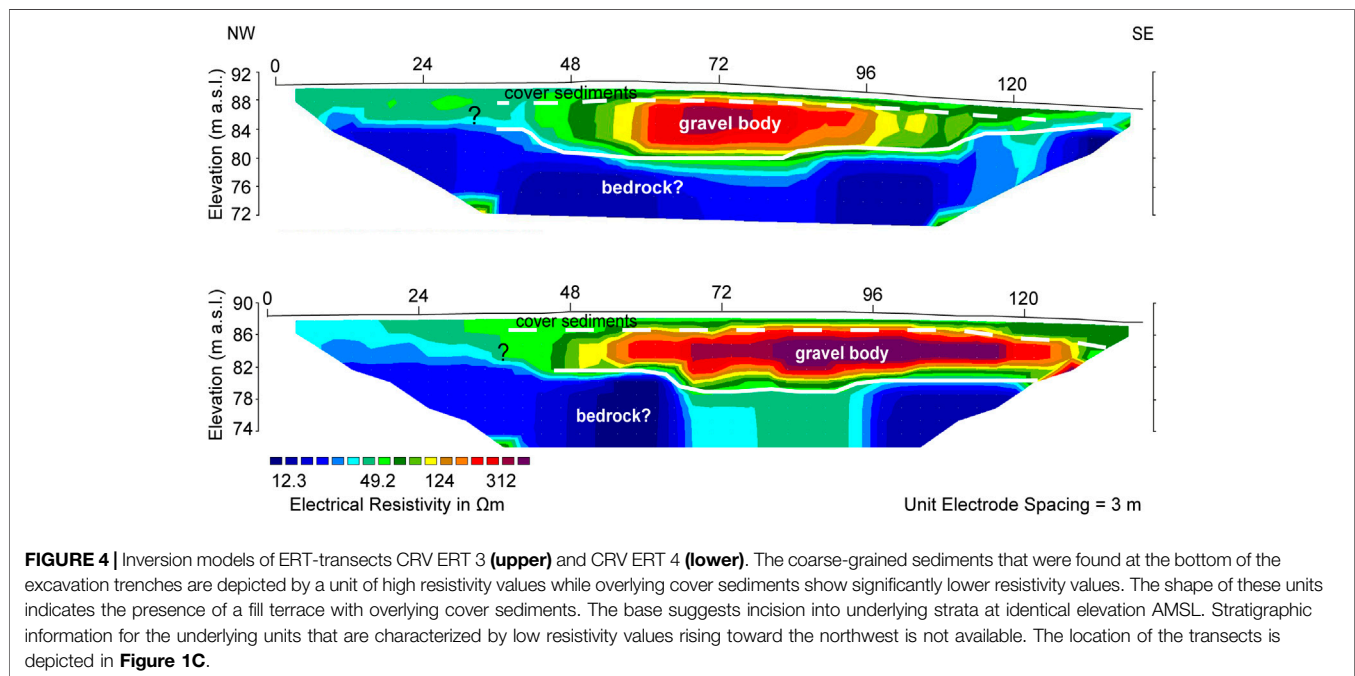 NW SE
0 24 48 72 96 120
92
88
84
80
76
72
Elevation (m a.s.l.)
cover sediments
?
gravel body
bedrock?
0 24 48 72 96 120
90
86
82
78
74
Elevation (m a.s.l.)
cover sediments
?
gravel body
bedrock?
12.3 49.2 124 312
Electrical Resistivity in Ωm
Unit Electrode Spacing = 3 m
FIGURE 4 | Inversion models of ERT-transects CRV ERT 3 (upper) and CRV ERT 4 (lower). The coarse-grained sediments that were found at the bottom of the
excavation trenches are depicted by a unit of high resistivity values while overlying cover sediments show significantly lower resistivity values. The shape of these units
indicates the presence of a fill terrace with overlying cover sediments. The base suggests incision into underlying strata at identical elevation AMSL. Stratigraphic
information for the underlying units that are characterized by low resistivity values rising toward the northwest is not available. The location of the transects is
depicted in Figure 1C.